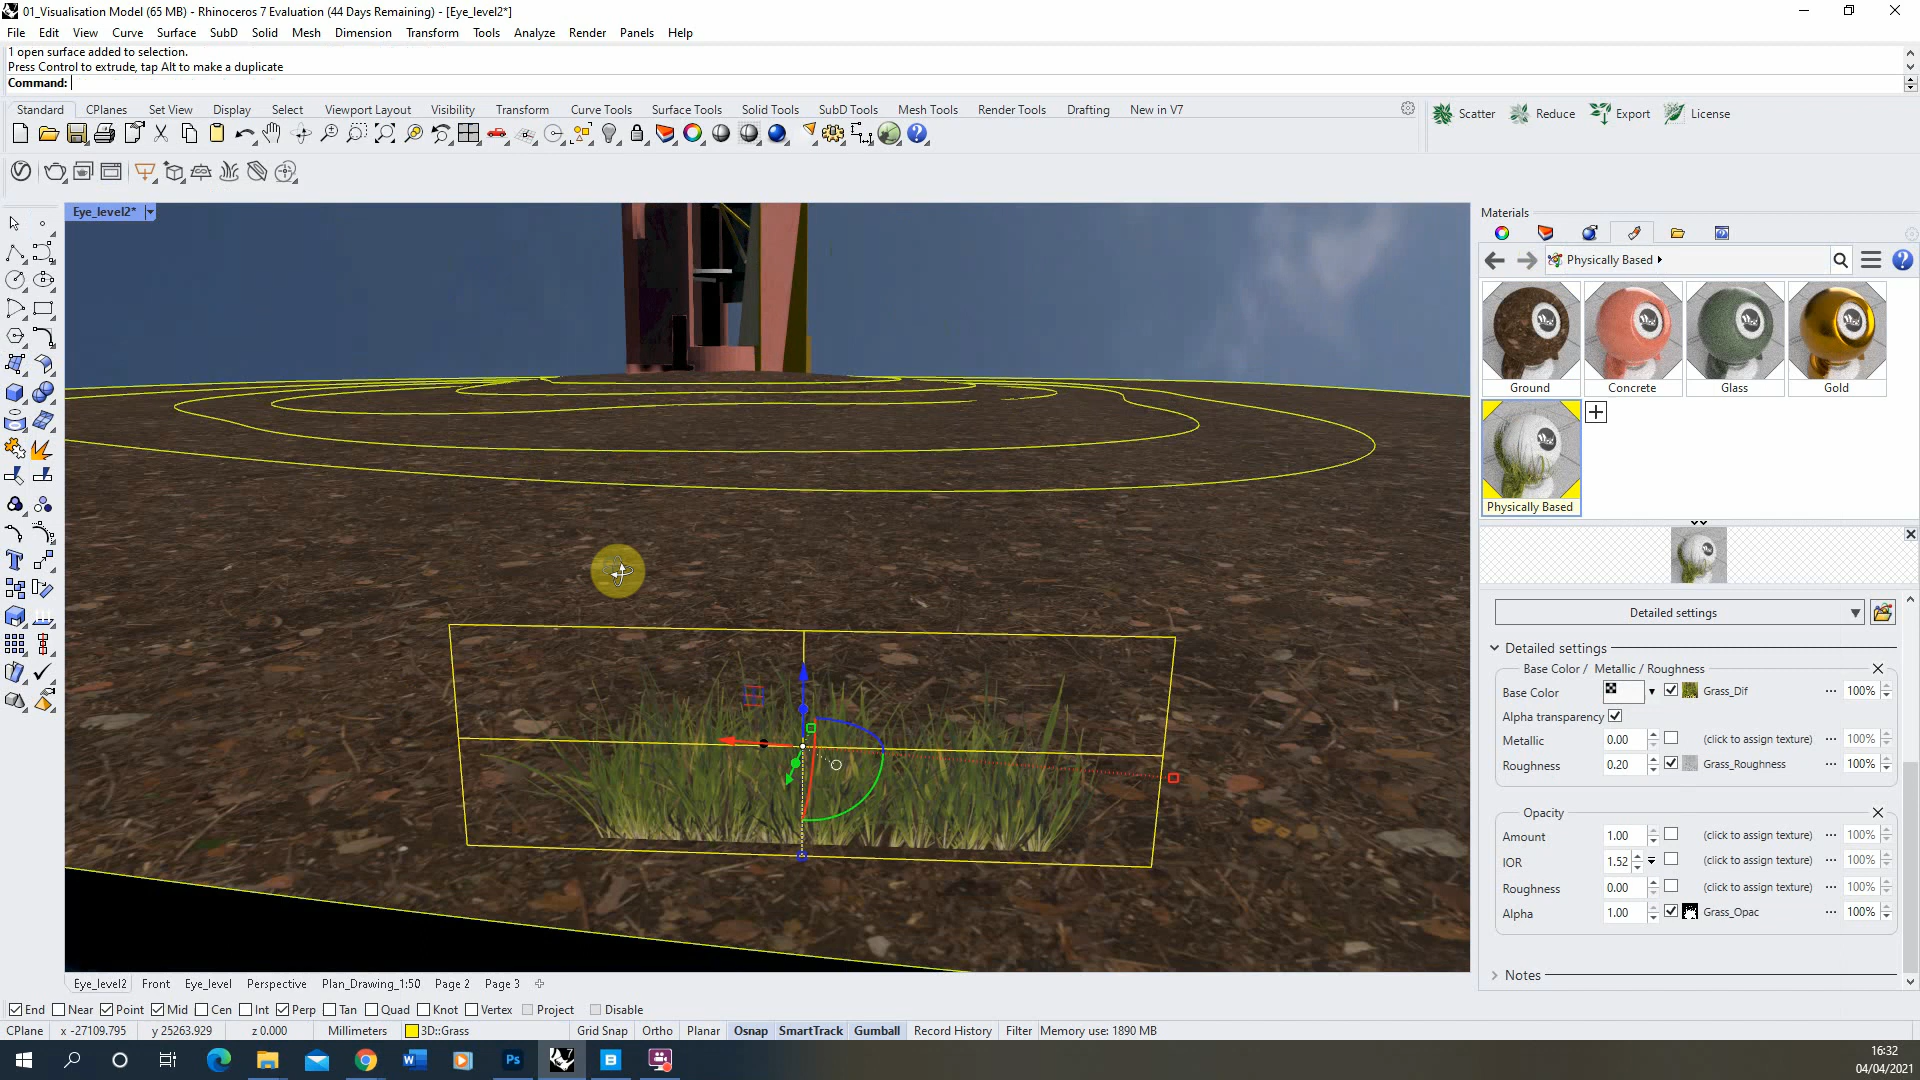 01_Visualisation Model (65 MB) - Rhinoceros 7 Evaluation (44 Days Remaining) - [Eye_level2*]
File Edit View Curve Surface SubD Solid Mesh Dimension Transform Tools Analyze Render Panels Help
1 open surface added to selection.
Press Control to extrude, tap Alt to make a duplicate
Command:
Standard CPlanes Set View Display Select Viewport Layout Visibility Transform Curve Tools Surface Tools Solid Tools SubD Tools Mesh Tools Render Tools Drafting New in V7
Scatter Reduce Export License
Eye_level2*
Materials
Physically Based
Ground Concrete Glass Gold
Physically Based
Detailed settings
Detailed settings
Base Color / Metallic / Roughness
Base Color Grass_Dif 100%
Alpha transparency
Metallic 0.00 (click to assign texture) 100%
Roughness 0.20 Grass_Roughness 100%
Opacity
Amount 1.00 (click to assign texture) 100%
IOR 1.52 (click to assign texture) 100%
Roughness 0.00 (click to assign texture) 100%
Alpha 1.00 Grass_Opac 100%
Notes
Eye_level2 Front Eye_level Perspective Plan_Drawing_1:50 Page 2 Page 3
End Near Point Mid Cen Int Perp Tan Quad Knot Vertex Project Disable
CPlane x -27109.795 y 25263.929 z 0.000 Millimeters 3D::Grass Grid Snap Ortho Planar Osnap SmartTrack Gumball Record History Filter Memory use: 1890 MB
16:32
04/04/2021